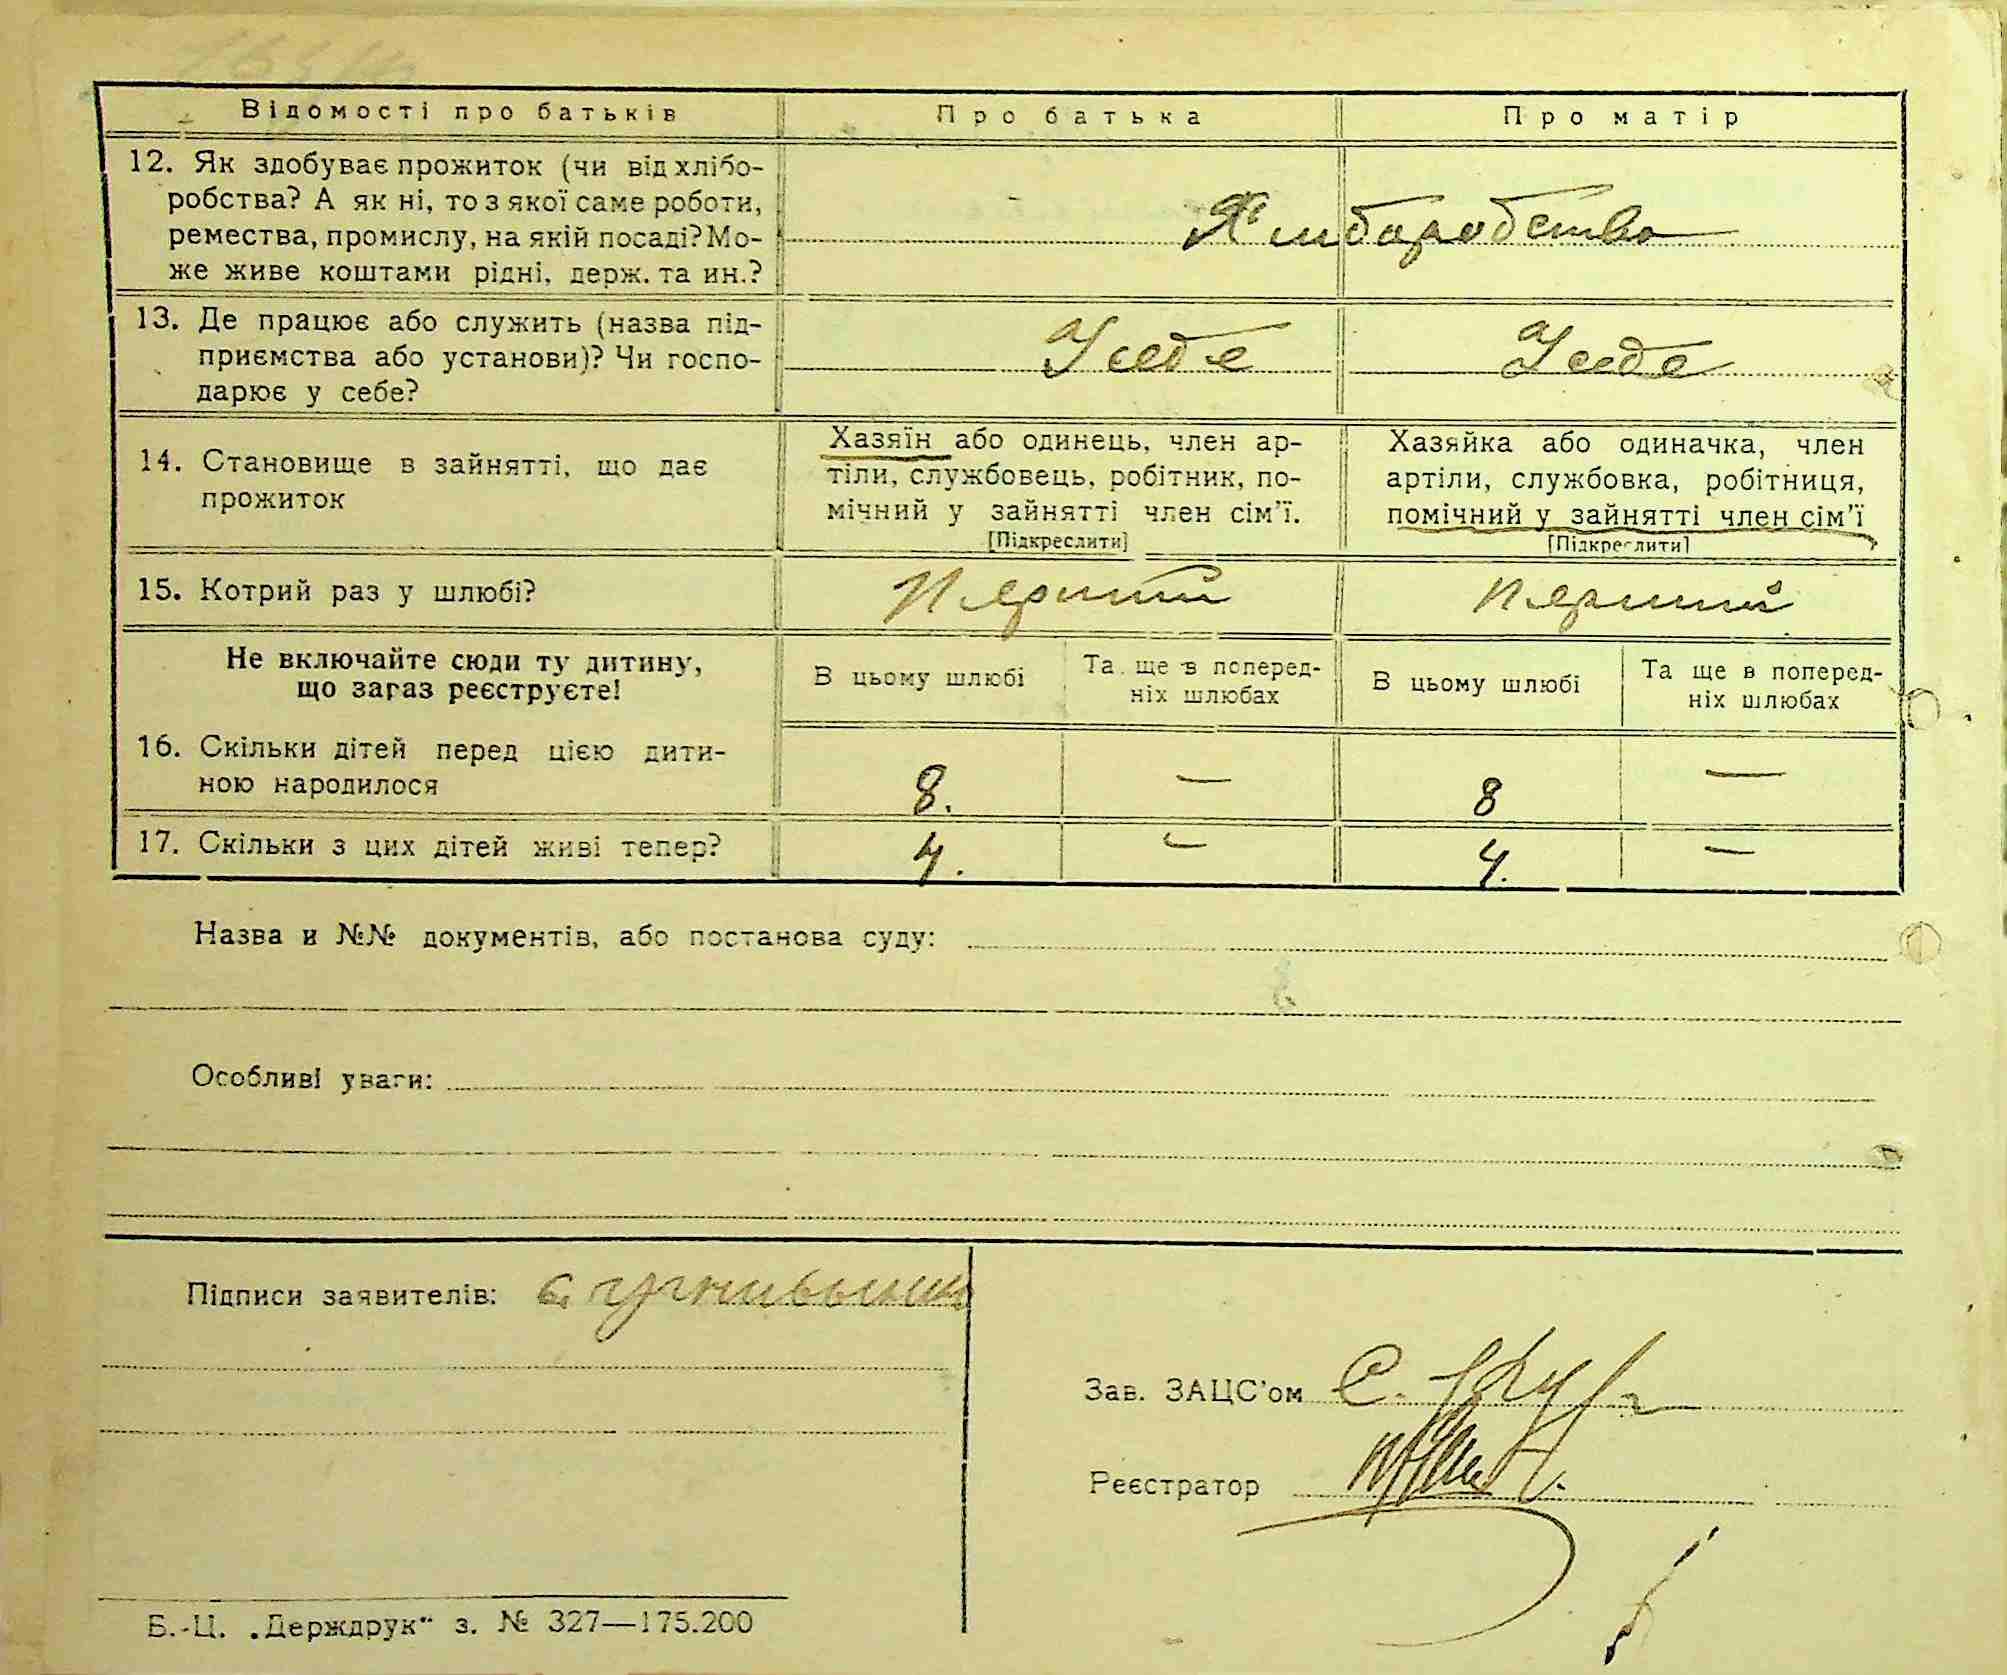 Відомості про батьків
Про батька
Про матір
12. Як здобуває прожиток (чи від хлібо-
робства? А як ні, то з якої саме роботи,
ремества, промислу, на якій посаді? Мо-
же живе коштами рідні, держ. та ин.?
Хліборобство
13. Де працює або служить (назва під-
приємства або установи)? Чи госпо-
дарює у себе?
У себе
У себе
14. Становище в зайнятті, що дає
прожиток
Хазяїн або одинець, член ар-
тіли, службовець, робітник, по-
мічний у зайнятті член сім'ї.
[Підкреслити]
Хазяйка або одиначка, член
артіли, службовка, робітниця,
помічний у зайнятті член сім'ї
[Підкреслити]
15. Котрий раз у шлюбі?
Перший
Перший
Не включайте сюди ту дитину,
що зараз реєструєте!
В цьому шлюбі
Та ще в поперед-
ніх шлюбах
В цьому шлюбі
Та ще в поперед-
ніх шлюбах
16. Скільки дітей перед цією дити-
ною народилося
8. — 8 —
17. Скільки з цих дітей живі тепер?
4. — 4. —
Назва и №№ документів, або постанова суду:
Особливі уваги:
Підписи заявителів:
Зав. ЗАЦС'ом С.
Реєстратор
Б.-Ц. „Держдрук“ з. № 327—175.200